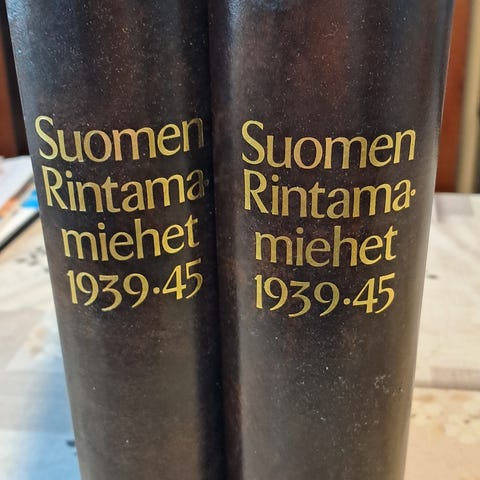 Suomen
Rintama-
miehet
1939·45
Suomen
Rintama-
miehet
1939·45